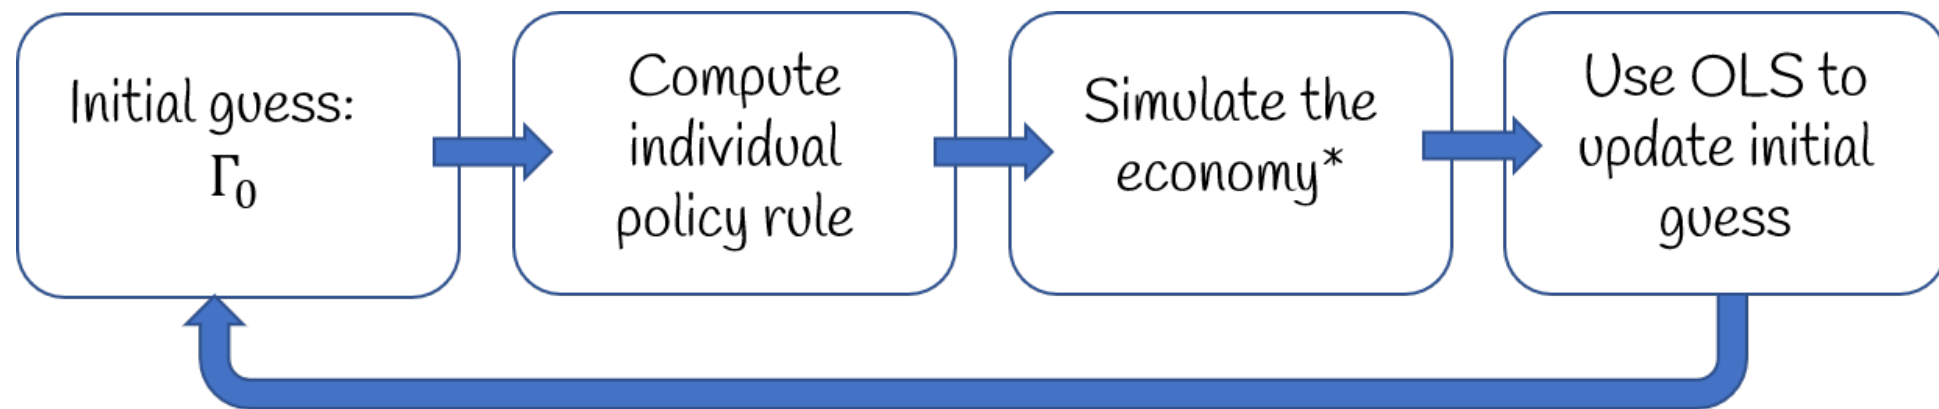 Initial guess:
Γ₀
Compute
individual
policy rule
Simulate the
economy*
Use OLS to
update initial
guess